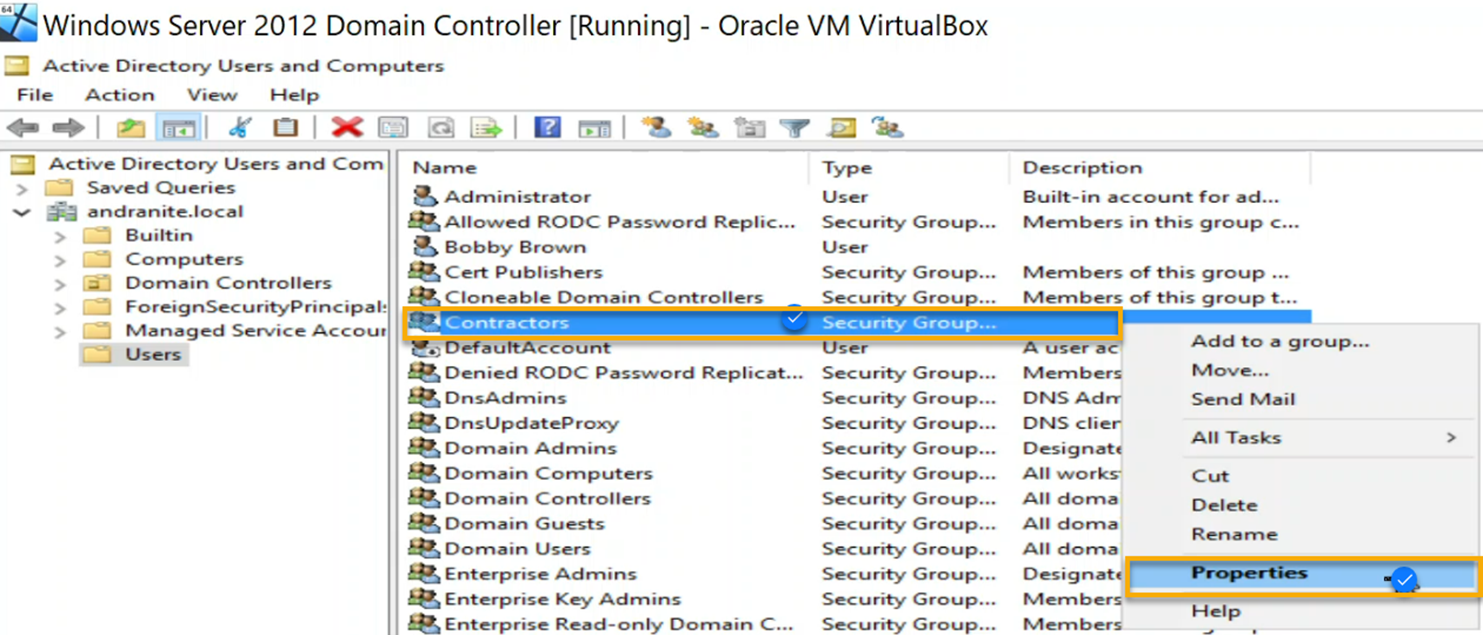 64
Windows Server 2012 Domain Controller [Running] - Oracle VM VirtualBox
Active Directory Users and Computers
File Action View Help
Active Directory Users and Com
Saved Queries
andranite.local
Builtin
Computers
Domain Controllers
ForeignSecurityPrincipals
Managed Service Accour
Users
Name Type Description
Administrator User Built-in account for ad...
Allowed RODC Password Replic... Security Group... Members in this group c...
Bobby Brown User
Cert Publishers Security Group... Members of this group ...
Cloneable Domain Controllers Security Group... Members of this group t...
Contractors Security Group...
DefaultAccount User A user ac
Denied RODC Password Replicat... Security Group... Members
DnsAdmins Security Group... DNS Adm
DnsUpdateProxy Security Group... DNS clier
Domain Admins Security Group... Designate
Domain Computers Security Group... All works
Domain Controllers Security Group... All doma
Domain Guests Security Group... All doma
Domain Users Security Group... All doma
Enterprise Admins Security Group... Designate
Enterprise Key Admins Security Group... Members
Enterprise Read-only Domain C... Security Group... Members
Add to a group...
Move...
Send Mail
All Tasks
Cut
Delete
Rename
Properties
Help